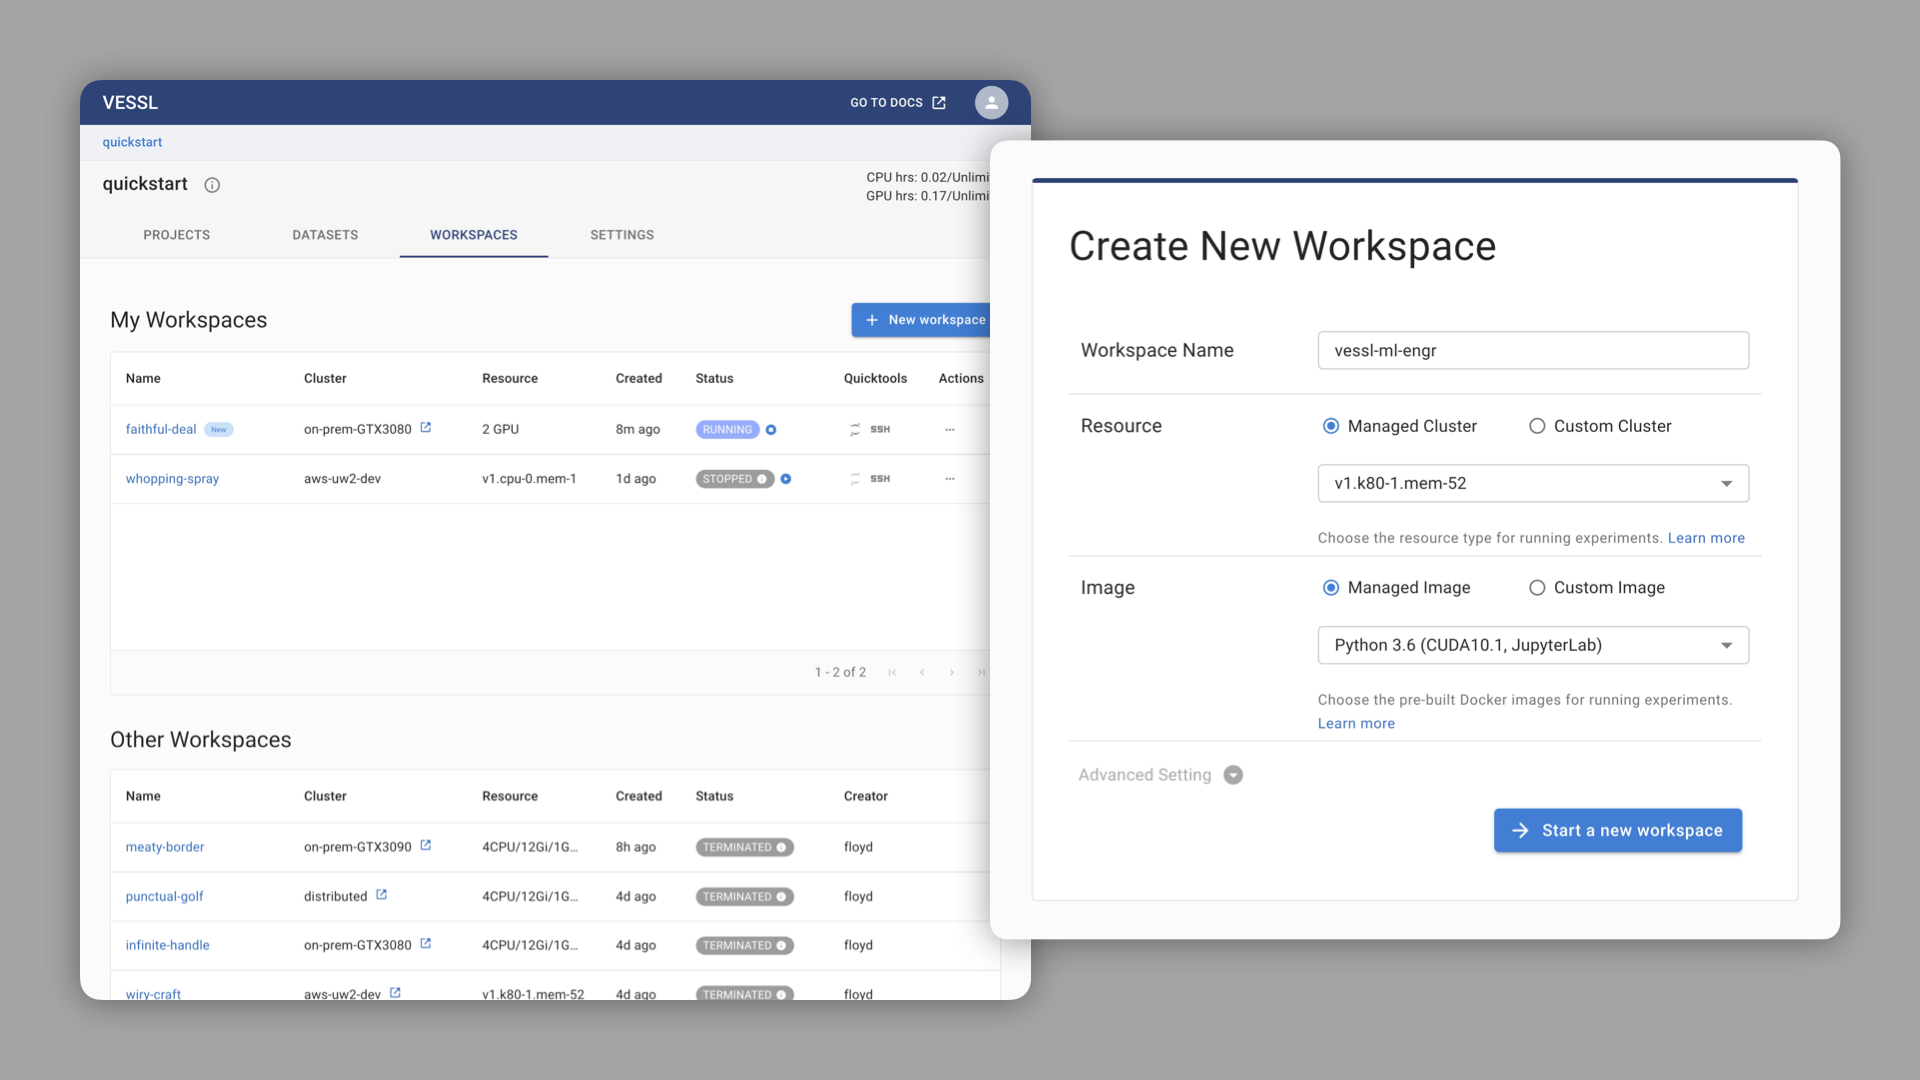 VESSL
GO TO DOCS
quickstart
quickstart
CPU hrs: 0.02/Unlimi
GPU hrs: 0.17/Unlimi
PROJECTS DATASETS WORKSPACES SETTINGS
My Workspaces
+ New workspace
Name Cluster Resource Created Status Quicktools Actions
faithful-deal New on-prem-GTX3080 2 GPU 8m ago RUNNING SSH ...
whopping-spray aws-uw2-dev v1.cpu-0.mem-1 1d ago STOPPED SSH ...
1 - 2 of 2
Other Workspaces
Name Cluster Resource Created Status Creator
meaty-border on-prem-GTX3090 4CPU/12Gi/1G... 8h ago TERMINATED floyd
punctual-golf distributed 4CPU/12Gi/1G... 4d ago TERMINATED floyd
infinite-handle on-prem-GTX3080 4CPU/12Gi/1G... 4d ago TERMINATED floyd
wiry-craft aws-uw2-dev v1.k80-1.mem-52 4d ago TERMINATED floyd
Create New Workspace
Workspace Name vessl-ml-engr
Resource Managed Cluster Custom Cluster
v1.k80-1.mem-52
Choose the resource type for running experiments. Learn more
Image Managed Image Custom Image
Python 3.6 (CUDA10.1, JupyterLab)
Choose the pre-built Docker images for running experiments.
Learn more
Advanced Setting
Start a new workspace